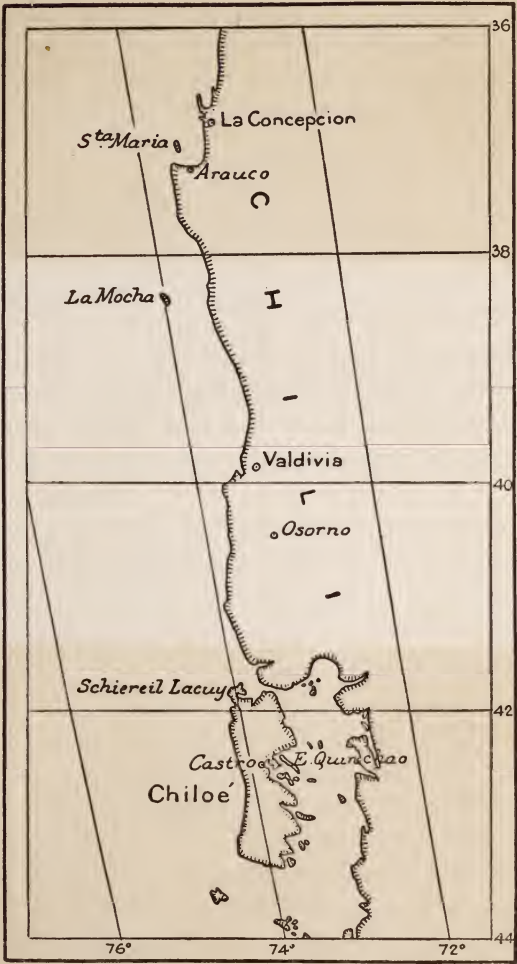 36
La Concepcion
Sta Maria
Arauco
C
38
H
La Mocha
I
Valdivia
40
L
Osorno
I
Schiereil Lacuy
42
Castro
E. Quinchao
Chiloé
44
76°
74°
72°